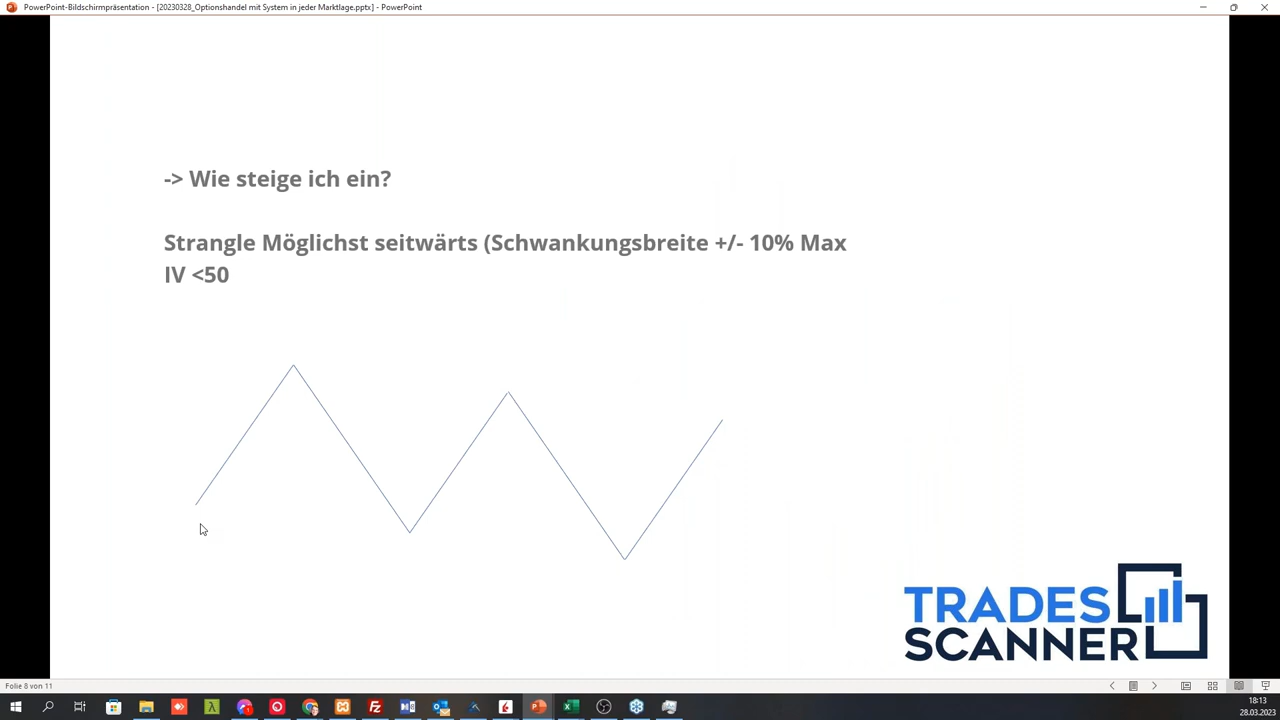 PowerPoint-Bildschirmpräsentation - [20230328_Optionshandel mit System in jeder Marktlage.pptx] - PowerPoint
-> Wie steige ich ein?
Strangle Möglichst seitwärts (Schwankungsbreite +/- 10% Max
IV <50
TRADES
SCANNER
Folie 8 von 11
18:13
28.03.2023